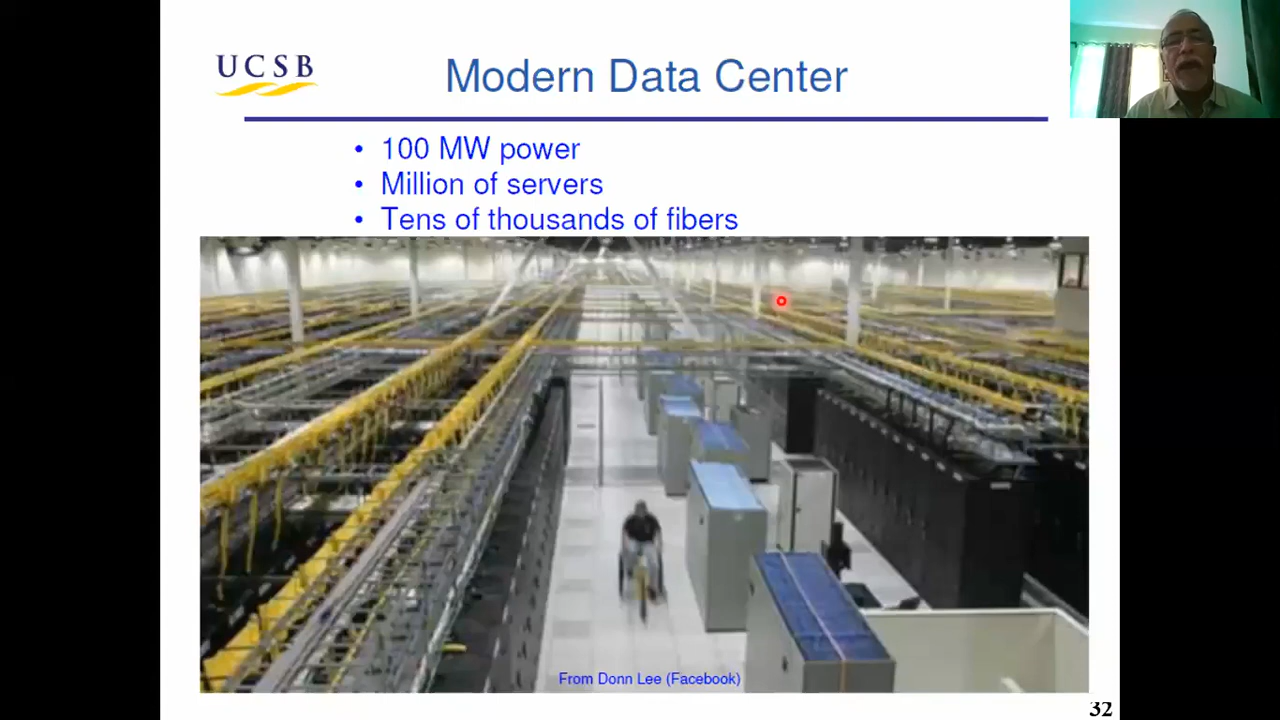 UCSB
Modern Data Center
• 100 MW power
• Million of servers
• Tens of thousands of fibers
From Donn Lee (Facebook)
32